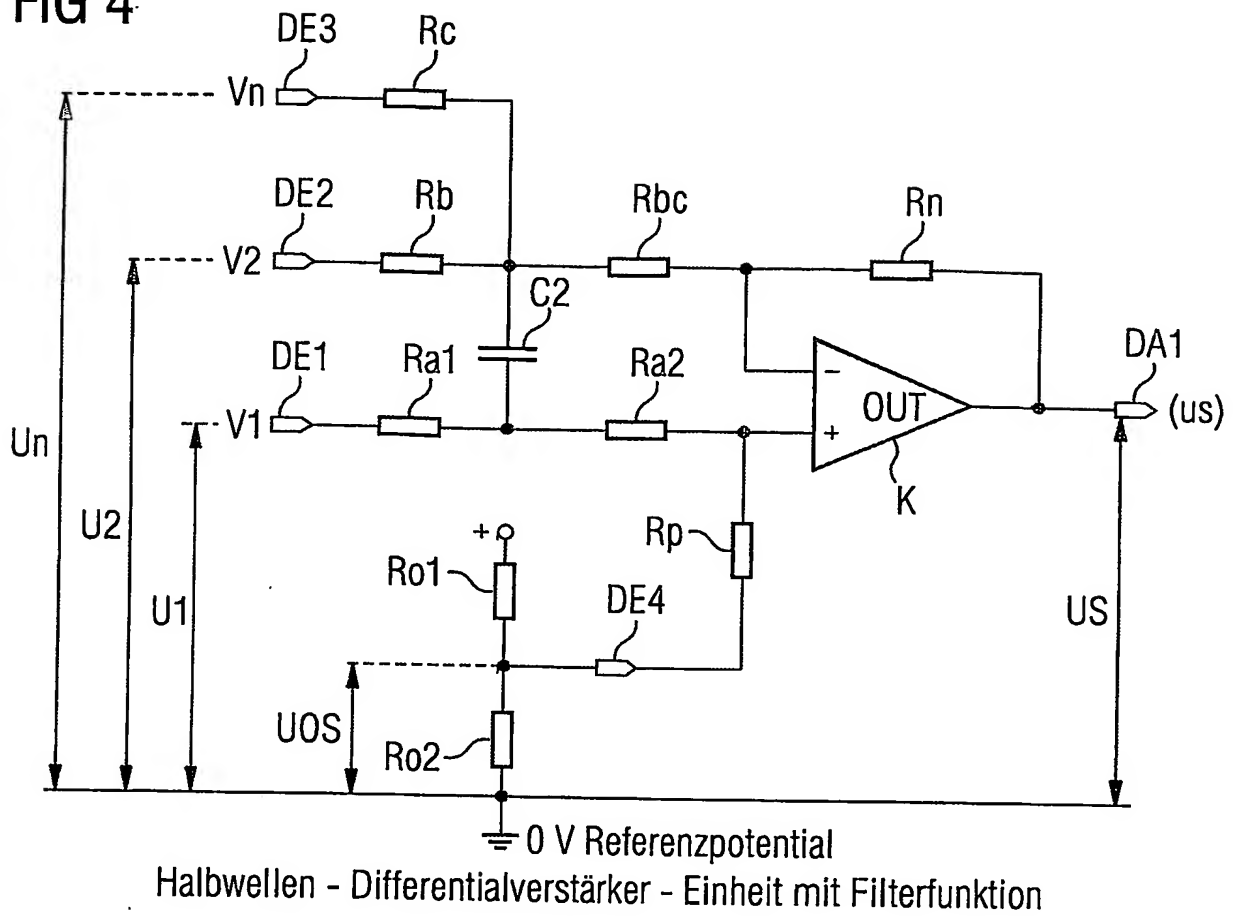 FIG 4
DE3 Rc
Vn
DE2 Rb Rbc Rn
V2
C2
DE1 Ra1 Ra2 DA1
V1 OUT (us)
−
+
Un K
U2
+ Rp
Ro1 DE4
U1 US
UOS
Ro2
0 V Referenzpotential
Halbwellen - Differentialverstärker - Einheit mit Filterfunktion